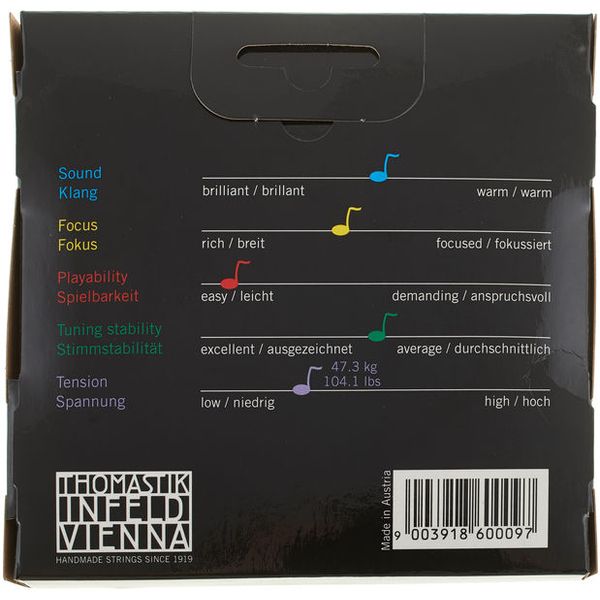 Sound
Klang
brilliant / brillant
warm / warm
Focus
Fokus
rich / breit
focused / fokussiert
Playability
Spielbarkeit
easy / leicht
demanding / anspruchsvoll
Tuning stability
Stimmstabilität
excellent / ausgezeichnet
average / durchschnittlich
Tension
Spannung
47.3 kg
104.1 lbs
low / niedrig
high / hoch
THOMASTIK
INFELD
VIENNA
HANDMADE STRINGS SINCE 1919
Made in Austria
9 003918 600097